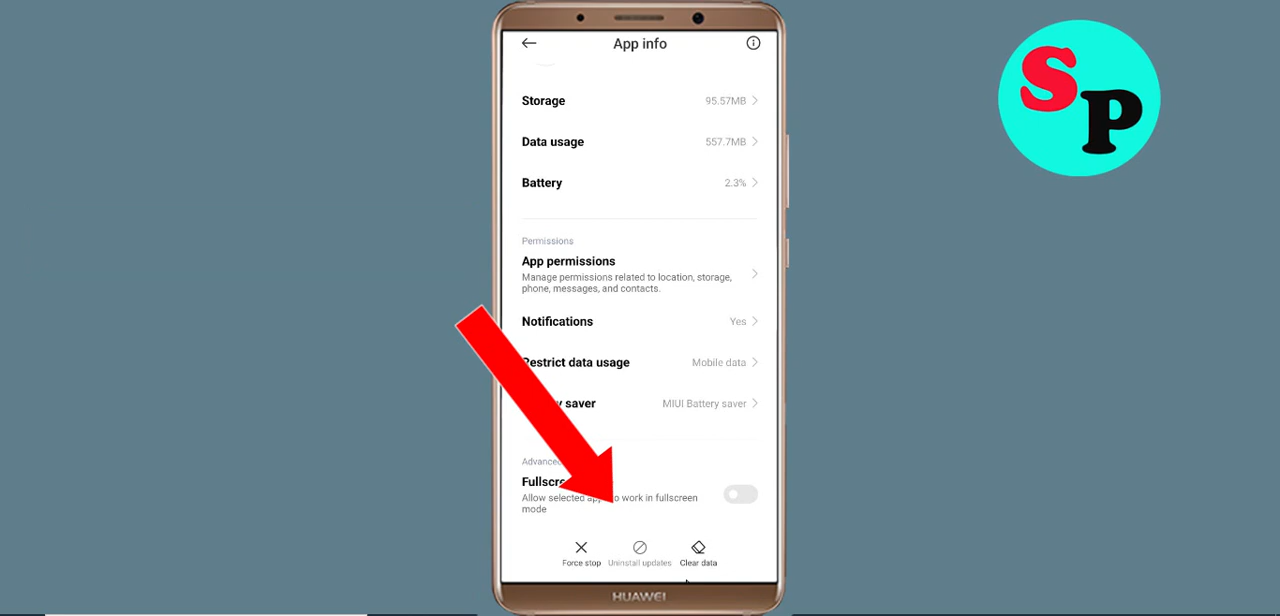 App info
Storage 95.57MB
Data usage 557.7MB
Battery 2.3%
Permissions
App permissions
Manage permissions related to location, storage,
phone, messages, and contacts.
Notifications Yes
Restrict data usage Mobile data
saver MIUI Battery saver
Advanced
Allow selected to work in fullscreen
mode
Force stop Uninstall updates Clear data
HUAWEI
SP